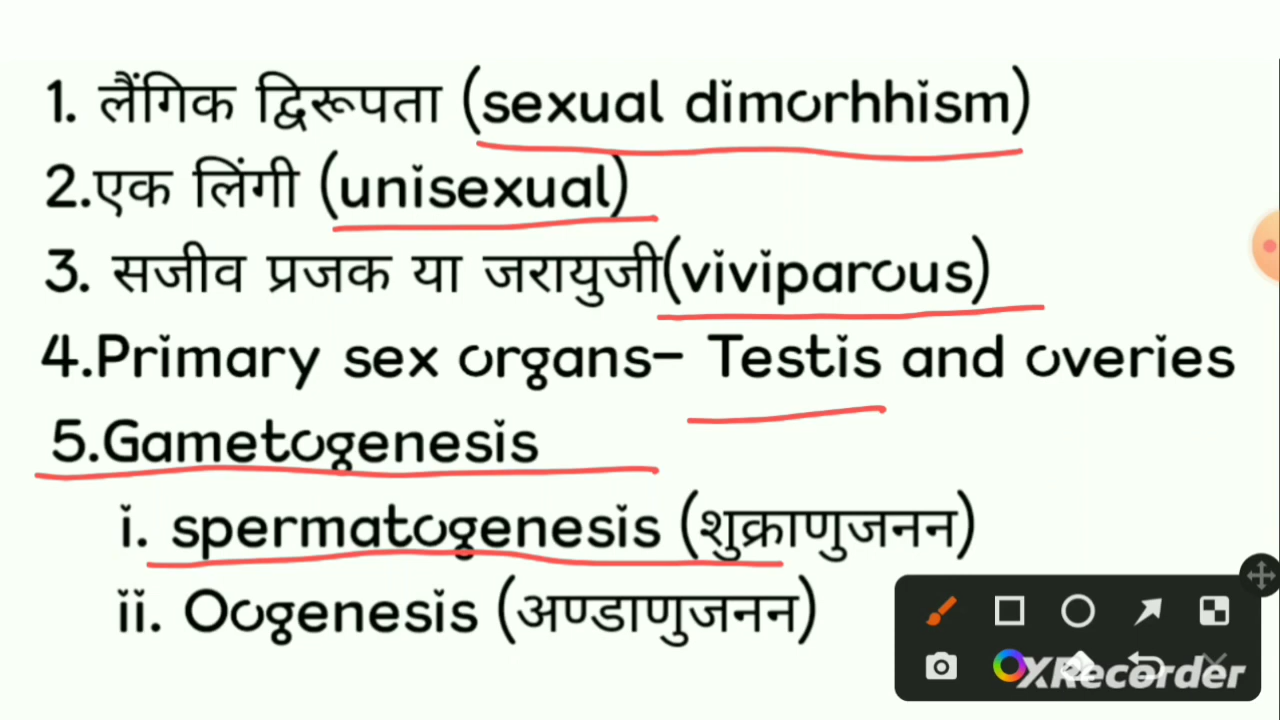 1. लैंगिक द्विरूपता (sexual dimorhhism)
2.एक लिंगी (unisexual)
3. सजीव प्रजक या जरायुजी(viviparous)
4.Primary sex organs- Testis and overies
5.Gametogenesis
i. spermatogenesis (शुक्राणुजनन)
ii. Oogenesis (अण्डाणुजनन)
XRecorder